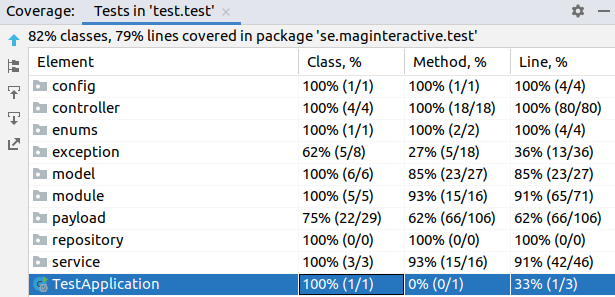 Coverage: Tests in 'test.test' ×
82% classes, 79% lines covered in package 'se.maginteractive.test'
Element Class, % Method, % Line, %
config 100% (1/1) 100% (1/1) 100% (4/4)
controller 100% (4/4) 100% (18/18) 100% (80/80)
enums 100% (1/1) 100% (2/2) 100% (4/4)
exception 62% (5/8) 27% (5/18) 36% (13/36)
model 100% (6/6) 85% (23/27) 85% (23/27)
module 100% (5/5) 93% (15/16) 91% (65/71)
payload 75% (22/29) 62% (66/106) 62% (66/106)
repository 100% (0/0) 100% (0/0) 100% (0/0)
service 100% (3/3) 93% (15/16) 91% (42/46)
TestApplication 100% (1/1) 0% (0/1) 33% (1/3)